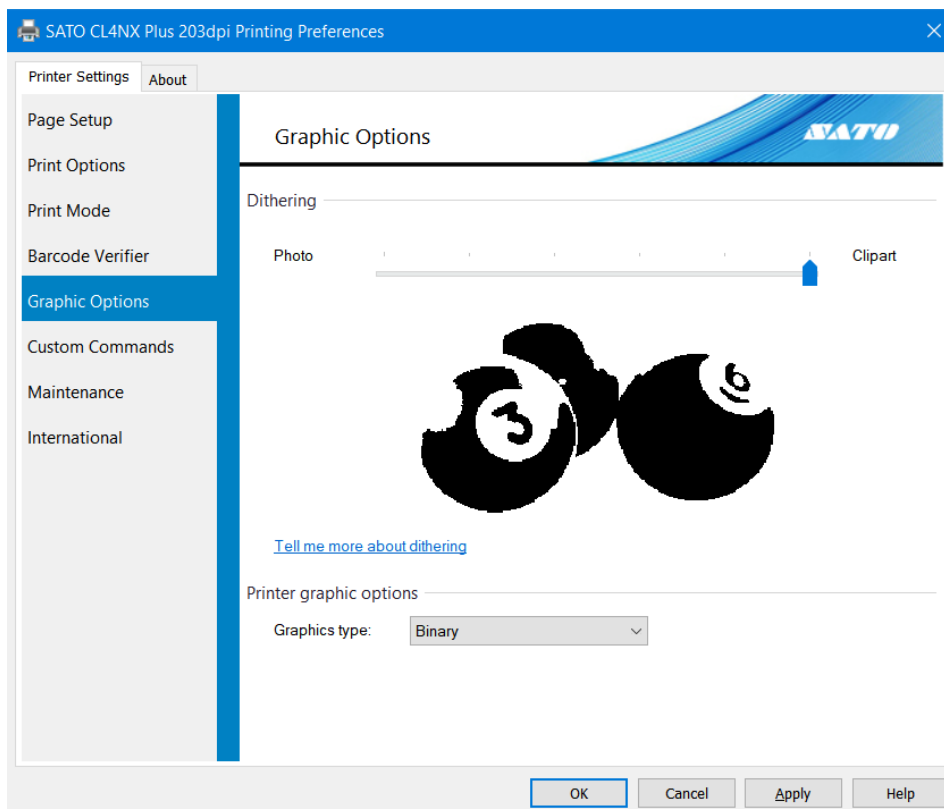 SATO CL4NX Plus 203dpi Printing Preferences
Printer Settings
About
Page Setup
Print Options
Print Mode
Barcode Verifier
Graphic Options
Custom Commands
Maintenance
International
Graphic Options
SATO
Dithering
Photo
Clipart
3
6
Tell me more about dithering
Printer graphic options
Graphics type:
Binary
OK
Cancel
Apply
Help